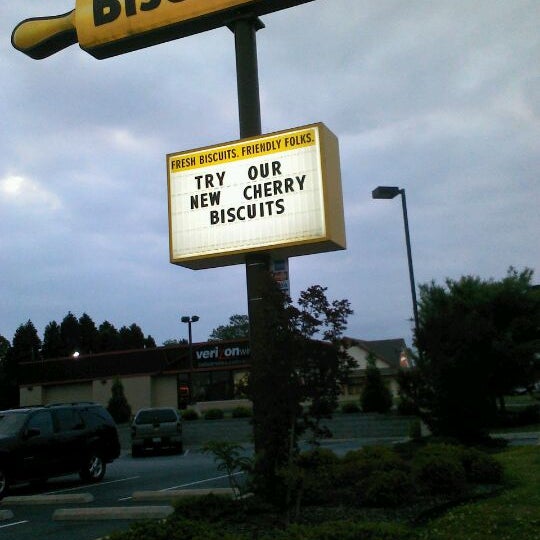 FRESH BISCUITS. FRIENDLY FOLKS.
TRY OUR
NEW CHERRY
BISCUITS
verizon